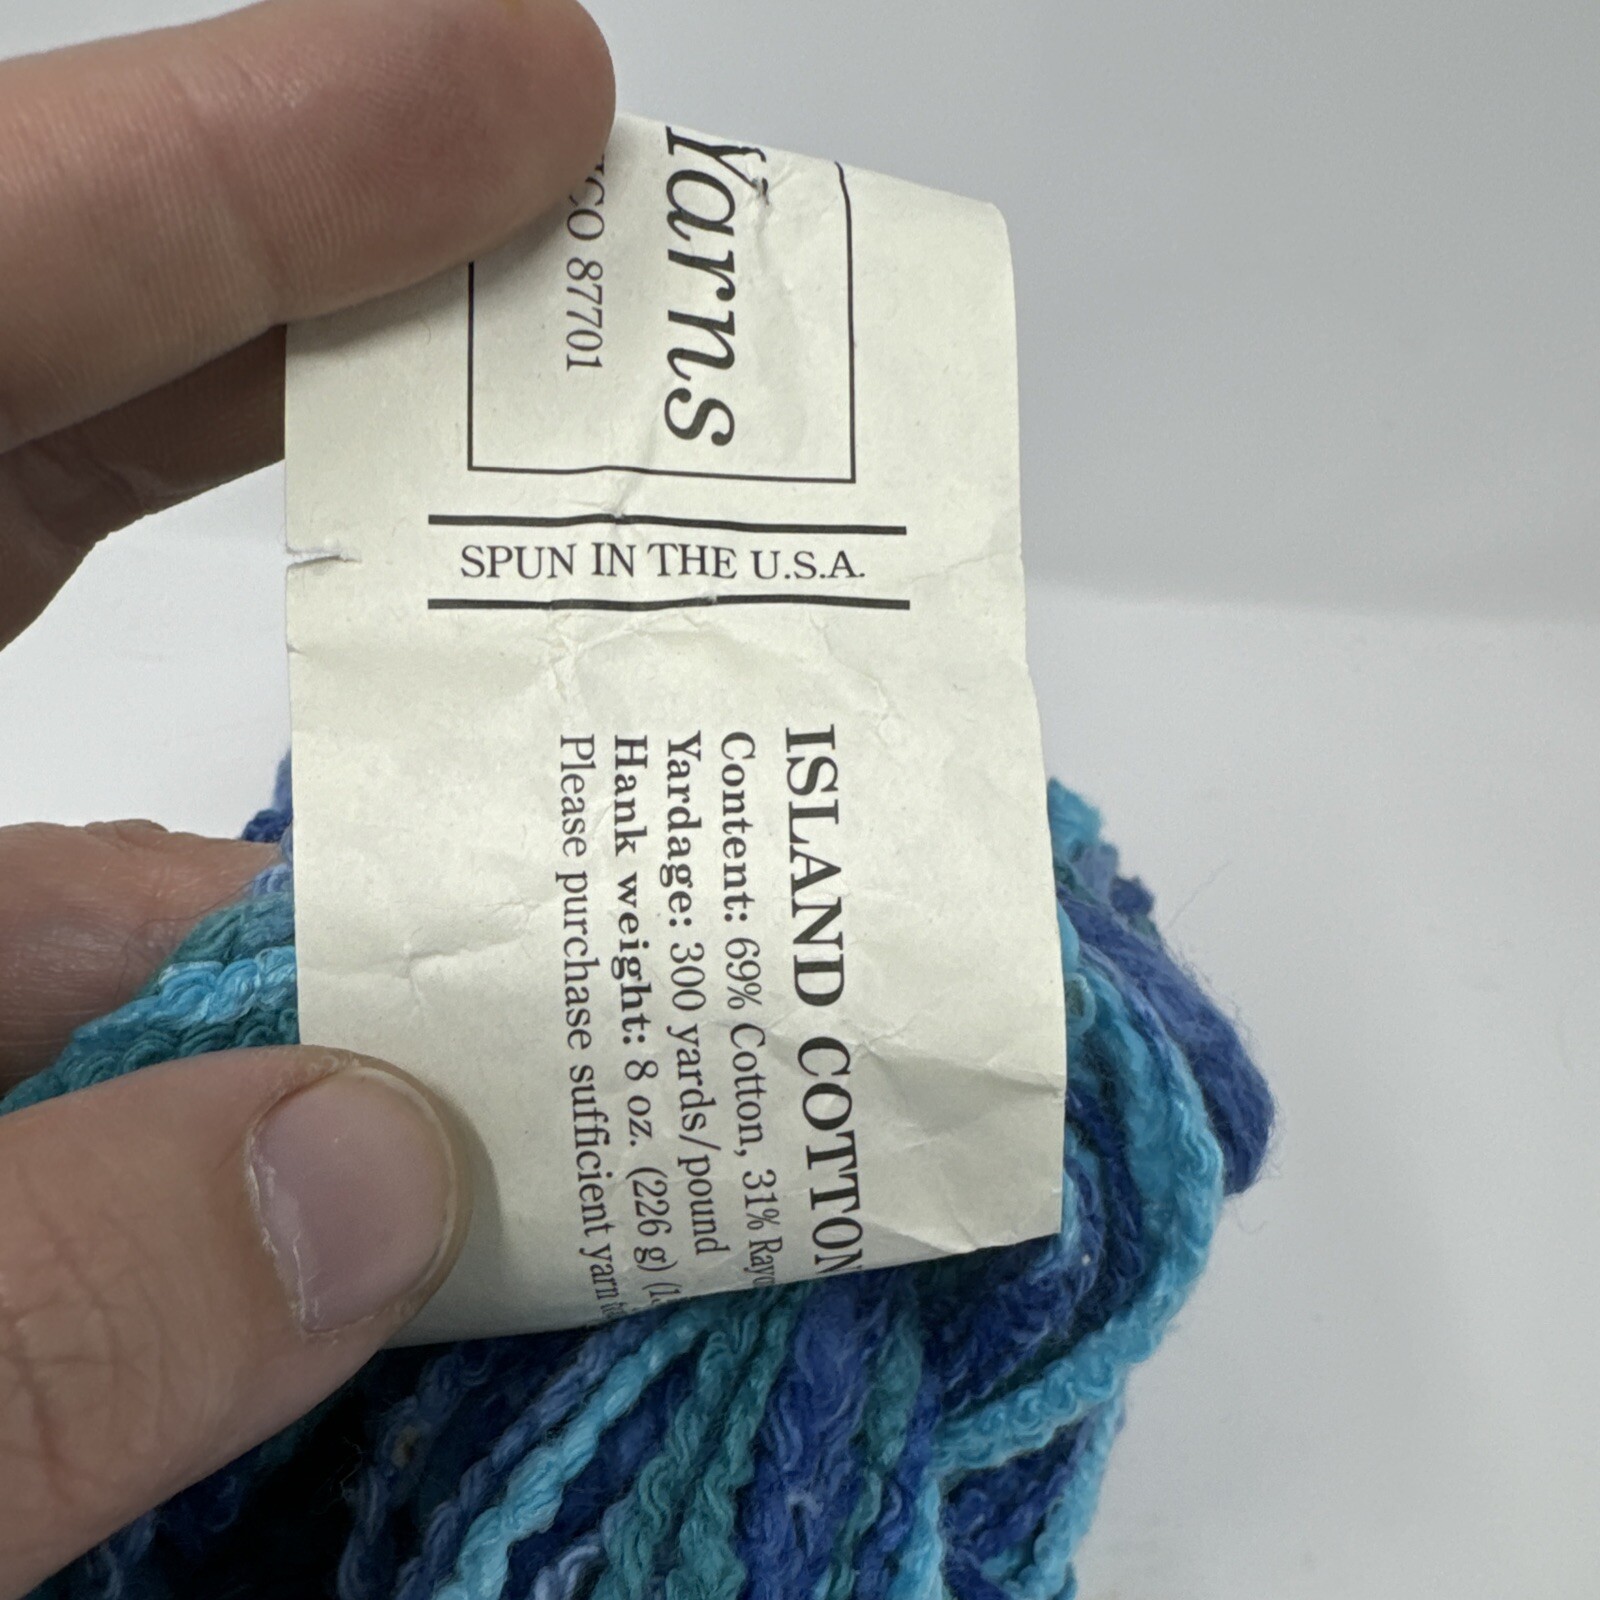 Yarns
CO 87701
SPUN IN THE U.S.A.
ISLAND COTTON
Content: 69% Cotton, 31%
Yardage: 300 yards/pound
Hank weight: 8 oz. (226 g)
Please purchase sufficient yarn